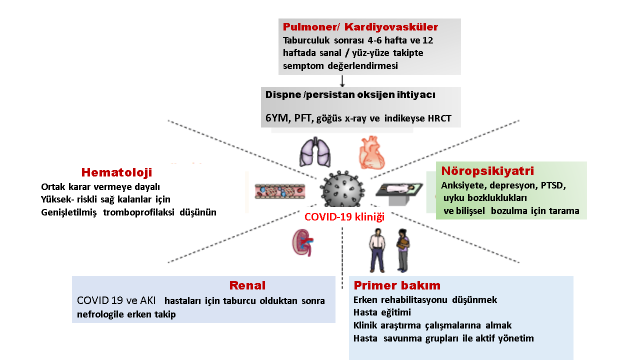 Pulmoner/ Kardiyovasküler
Taburculuk sonrası 4-6 hafta ve 12
haftada sanal / yüz-yüze takipte
semptom değerlendirmesi
Dispne /persistan oksijen ihtiyacı
6YM, PFT, göğüs x-ray ve indikeyse HRCT
Hematoloji
Ortak karar vermeye dayalı
Yüksek- riskli sağ kalanlar için
Genişletilmiş tromboprofilaksi düşünün
Nöropsikiyatri
Anksiyete, depresyon, PTSD,
uyku bozkluklukları
ve bilişsel bozulma için tarama
COVID-19 kliniği
Renal
COVID 19 ve AKI hastaları için taburcu olduktan sonra
nefrologile erken takip
Primer bakım
Erken rehabilitasyonu düşünmek
Hasta eğitimi
Klinik araştırma çalışmalarına almak
Hasta savunma grupları ile aktif yönetim